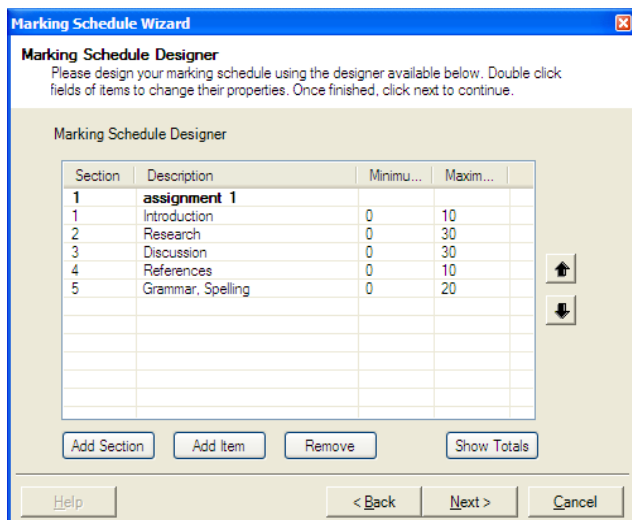 Marking Schedule Wizard
Marking Schedule Designer
Please design your marking schedule using the designer available below. Double click
fields of items to change their properties. Once finished, click next to continue.
Marking Schedule Designer
Section Description Minimu... Maxim...
1 assignment 1
1 Introduction 0 10
2 Research 0 30
3 Discussion 0 30
4 References 0 10
5 Grammar, Spelling 0 20
Add Section Add Item Remove Show Totals
Help < Back Next > Cancel